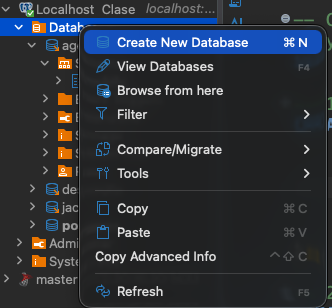 Localhost Clase
localhost:
Datab
Create New Database ⌘ N
ag
View Databases F4
Browse from here
Filter
Compare/Migrate
Tools
de
Copy ⌘ C
jac
Paste ⌘ V
po
Admi
Copy Advanced Info ^ ⇧ C
Syste
master
Refresh F5